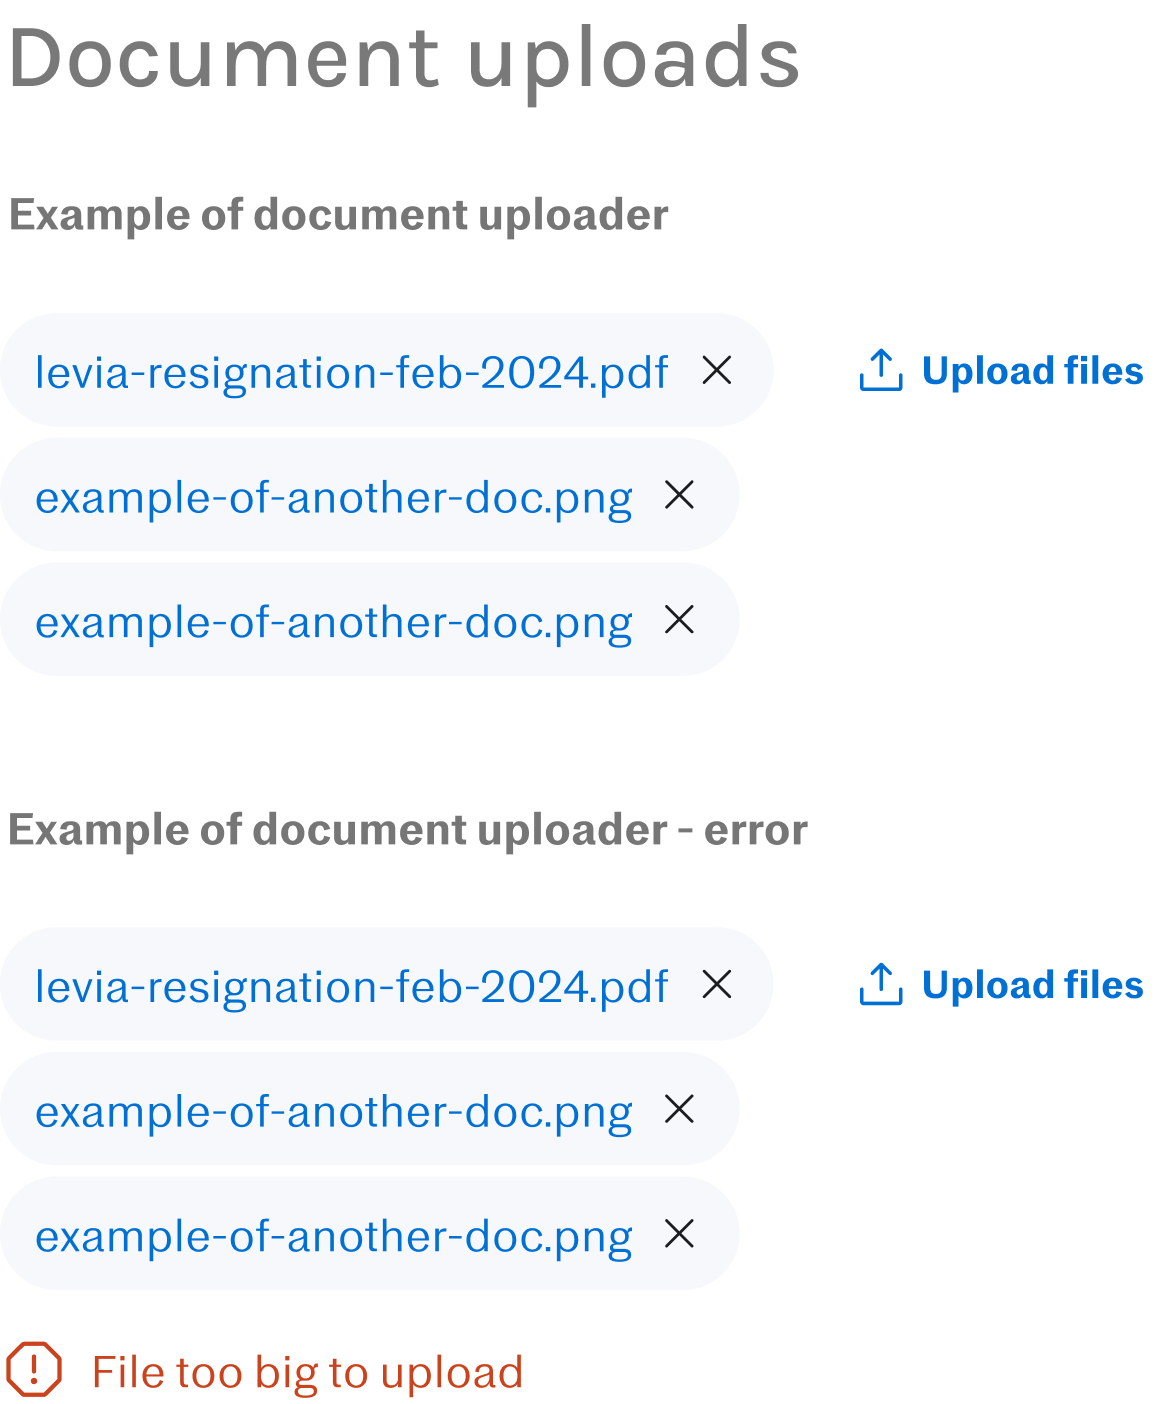 Document uploads
Example of document uploader
levia-resignation-feb-2024.pdf
Upload files
example-of-another-doc.png
example-of-another-doc.png
Example of document uploader - error
levia-resignation-feb-2024.pdf
Upload files
example-of-another-doc.png
example-of-another-doc.png
File too big to upload